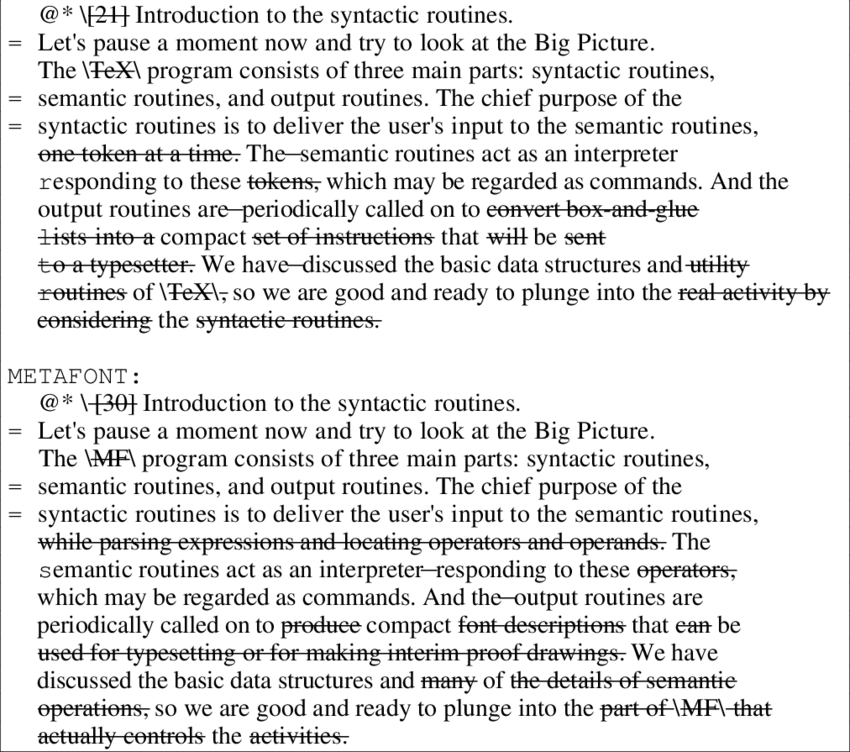 @* \[21] Introduction to the syntactic routines.
= Let's pause a moment now and try to look at the Big Picture.
The \TeX\ program consists of three main parts: syntactic routines,
= semantic routines, and output routines. The chief purpose of the
= syntactic routines is to deliver the user's input to the semantic routines,
one token at a time. The semantic routines act as an interpreter
responding to these tokens, which may be regarded as commands. And the
output routines are periodically called on to convert box-and-glue
lists into a compact set of instructions that will be sent
to a typesetter. We have discussed the basic data structures and utility
routines of \TeX\, so we are good and ready to plunge into the real activity by
considering the syntactic routines.
METAFONT:
@* \[30] Introduction to the syntactic routines.
= Let's pause a moment now and try to look at the Big Picture.
The \MF\ program consists of three main parts: syntactic routines,
= semantic routines, and output routines. The chief purpose of the
= syntactic routines is to deliver the user's input to the semantic routines,
while parsing expressions and locating operators and operands. The
semantic routines act as an interpreter responding to these operators,
which may be regarded as commands. And the output routines are
periodically called on to produce compact font descriptions that can be
used for typesetting or for making interim proof drawings. We have
discussed the basic data structures and many of the details of semantic
operations, so we are good and ready to plunge into the part of \MF\ that
actually controls the activities.